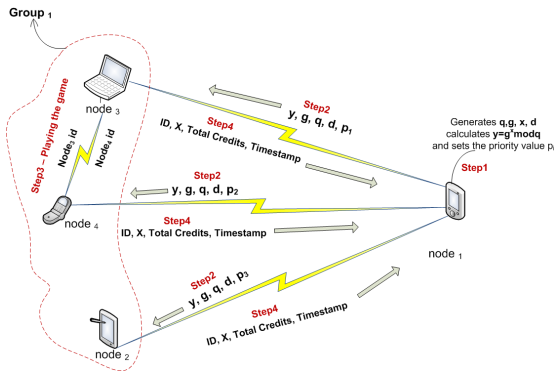 Group 1
Step3 – Playing the game
Node3 id
Node4 id
node 3
Step2
y, g, q, d, p1
Step4
ID, X, Total Credits, Timestamp
Generates q,g, x, d
calculates y=g^x modq
and sets the priority value pi
Step1
Step2
y, g, q, d, p2
node 4
Step4
ID, X, Total Credits, Timestamp
node 1
Step2
y, g, q, d, p3
Step4
ID, X, Total Credits, Timestamp
node 2